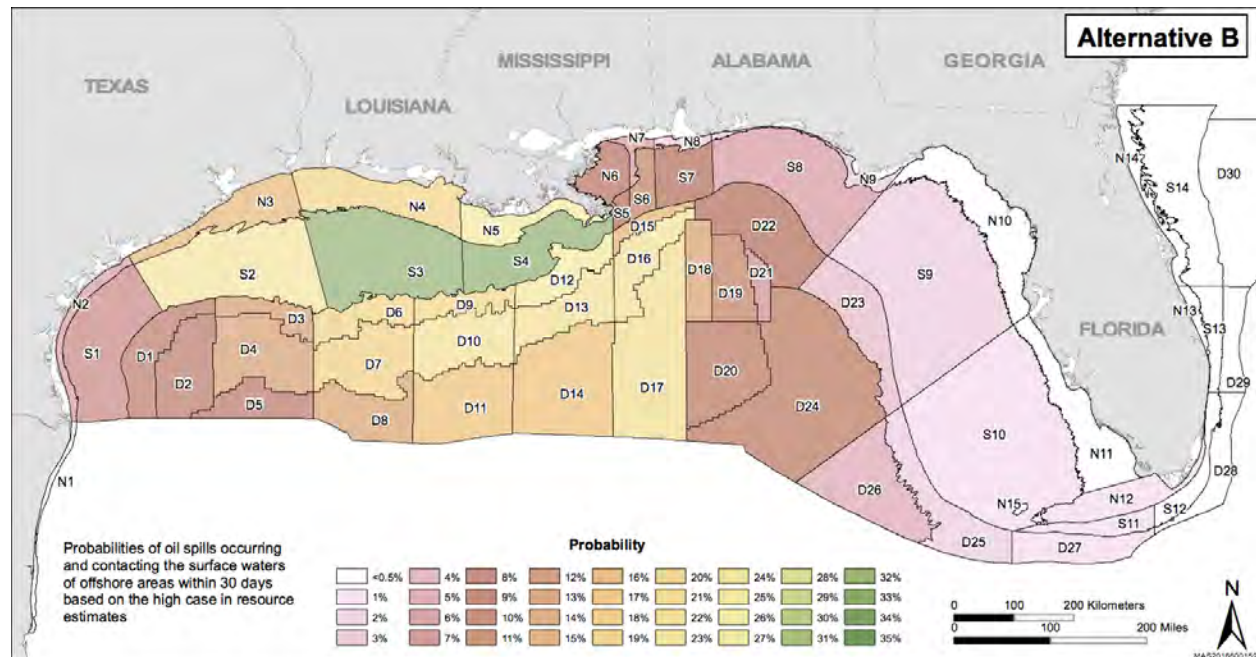 Alternative B
MISSISSIPPI
ALABAMA
GEORGIA
TEXAS
LOUISIANA
FLORIDA
N7
N8
N14
D30
S14
N6
S7
S8
N9
N3
S6
N4
S5
D15
D22
N10
N5
S2
S3
S4
D12
D16
D18
D21
S9
N2
D3
D6
D9
D13
D19
D23
N13
S13
S1
D1
D4
D7
D10
D2
D20
D29
D5
D8
D11
D14
D17
D24
S10
N11
D28
N1
D26
N15
N12
S12
S11
D25
D27
Probabilities of oil spills occurring
and contacting the surface waters
of offshore areas within 30 days
based on the high case in resource
estimates
Probability
<0.5% 4% 8% 12% 16% 20% 24% 28% 32%
1% 5% 9% 13% 17% 21% 25% 29% 33%
2% 6% 10% 14% 18% 22% 26% 30% 34%
3% 7% 11% 15% 19% 23% 27% 31% 35%
N
0 100 200 Kilometers
0 100 200 Miles